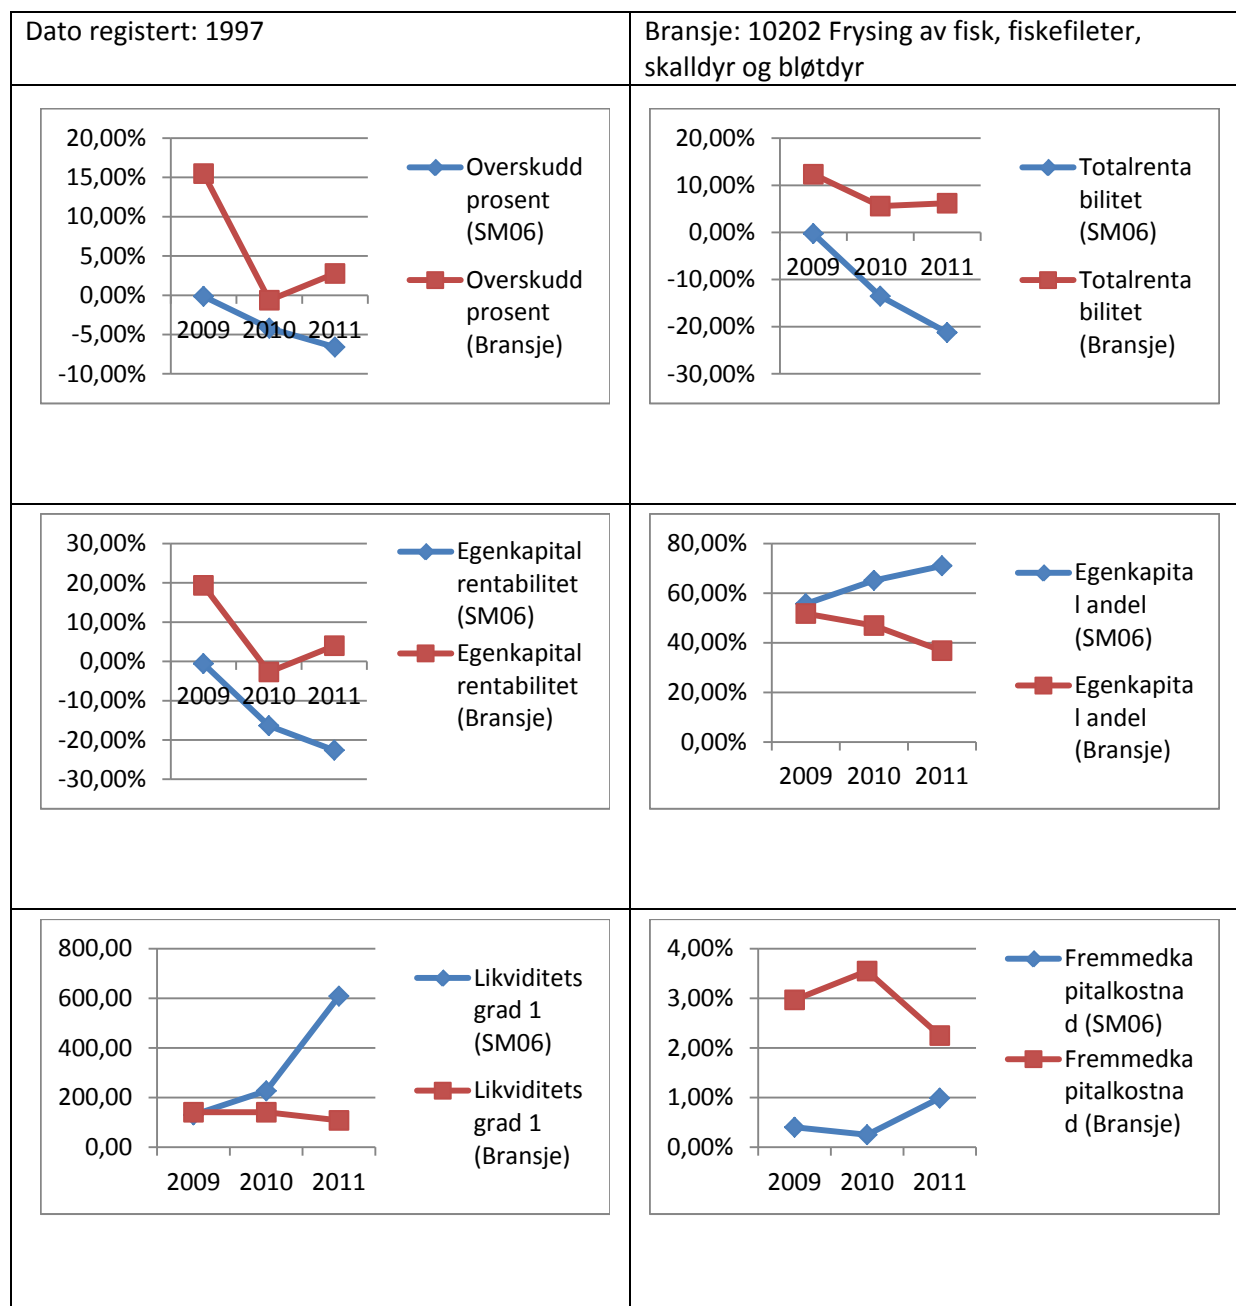 Dato registert: 1997
Bransje: 10202 Frysing av fisk, fiskefileter,
skalldyr og bløtdyr
20,00%
15,00%
10,00%
5,00%
0,00%
-5,00%
-10,00%
2009 2010 2011
Overskudd
prosent
(SM06)
Overskudd
prosent
(Bransje)
20,00%
10,00%
0,00%
-10,00%
-20,00%
-30,00%
2009 2010 2011
Totalrenta
bilitet
(SM06)
Totalrenta
bilitet
(Bransje)
30,00%
20,00%
10,00%
0,00%
-10,00%
-20,00%
-30,00%
2009 2010 2011
Egenkapital
rentabilitet
(SM06)
Egenkapital
rentabilitet
(Bransje)
80,00%
60,00%
40,00%
20,00%
0,00%
2009 2010 2011
Egenkapita
l andel
(SM06)
Egenkapita
l andel
(Bransje)
800,00
600,00
400,00
200,00
0,00
2009 2010 2011
Likviditets
grad 1
(SM06)
Likviditets
grad 1
(Bransje)
4,00%
3,00%
2,00%
1,00%
0,00%
2009 2010 2011
Fremmedka
pitalkostna
d (SM06)
Fremmedka
pitalkostna
d (Bransje)